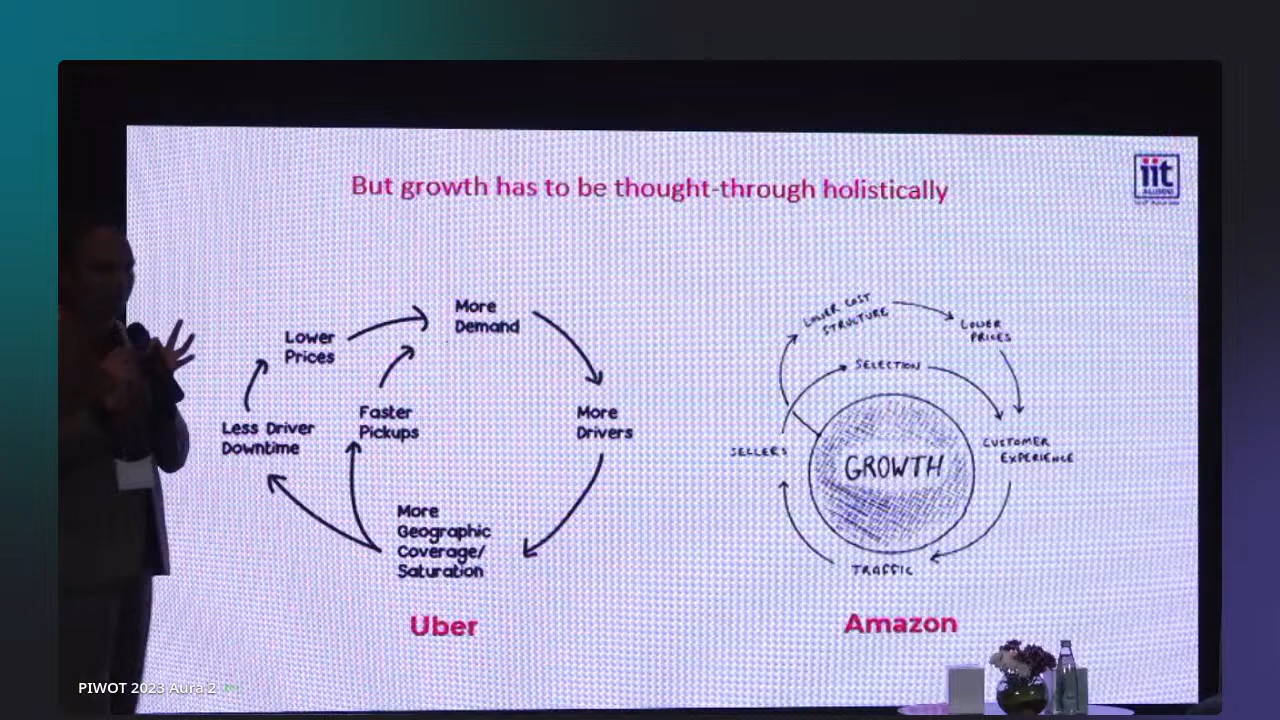 But growth has to be thought-through holistically
iit
More
Demand
Lower
Prices
Faster
Pickups
More
Drivers
Less Driver
Downtime
More
Geographic
Coverage/
Saturation
Uber
LOWER COST
STRUCTURE
LOWER
PRICES
SELECTION
SELLERS
CUSTOMER
EXPERIENCE
GROWTH
TRAFFIC
Amazon
PIWOT 2023 Aura 2